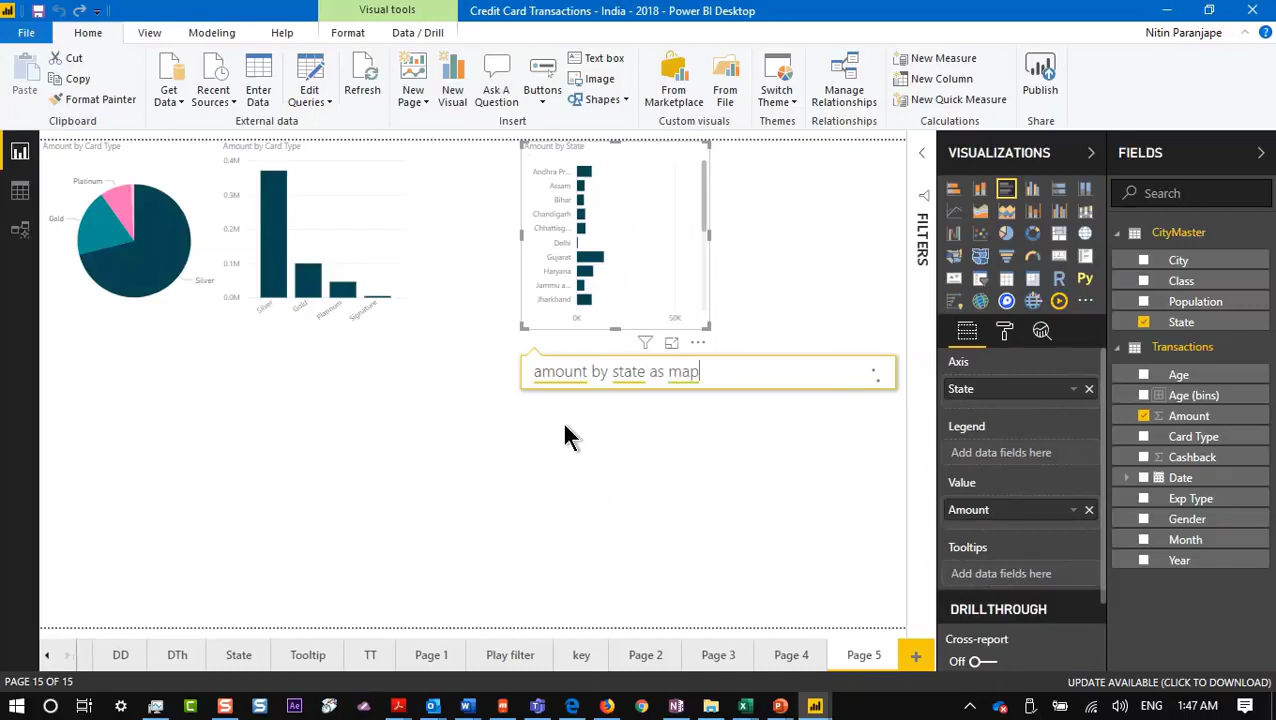 Visual tools
Credit Card Transactions - India - 2018 - Power BI Desktop
File
Home
View
Modeling
Help
Format
Data / Drill
Nitin Paranjape
Paste
Cut
Copy
Format Painter
Clipboard
Get Data
Recent Sources
Enter Data
Edit Queries
Refresh
External data
New Page
New Visual
Ask A Question
Buttons
Text box
Image
Shapes
Insert
From Marketplace
From File
Custom visuals
Switch Theme
Themes
Manage Relationships
Relationships
New Measure
New Column
New Quick Measure
Calculations
Publish
Share
Amount by Card Type
Platinum
Gold
Silver
Amount by Card Type
0.4M
0.3M
0.2M
0.1M
0.0M
Silver
Gold
Platinum
Signature
Amount by State
Andhra Pr...
Assam
Bihar
Chandigarh
Chhattisg...
Delhi
Gujarat
Haryana
Jammu a...
Jharkhand
0K
50K
amount by state as map
FILTERS
VISUALIZATIONS
R
Py
Axis
State
Legend
Add data fields here
Value
Amount
Tooltips
Add data fields here
DRILLTHROUGH
Cross-report
Off
FIELDS
Search
CityMaster
City
Class
Population
State
Transactions
Age
Age (bins)
Amount
Card Type
Cashback
Date
Exp Type
Gender
Month
Year
DD
DTh
State
Tooltip
TT
Page 1
Play filter
key
Page 2
Page 3
Page 4
Page 5
PAGE 15 OF 15
UPDATE AVAILABLE (CLICK TO DOWNLOAD)
ENG
1:47 AM